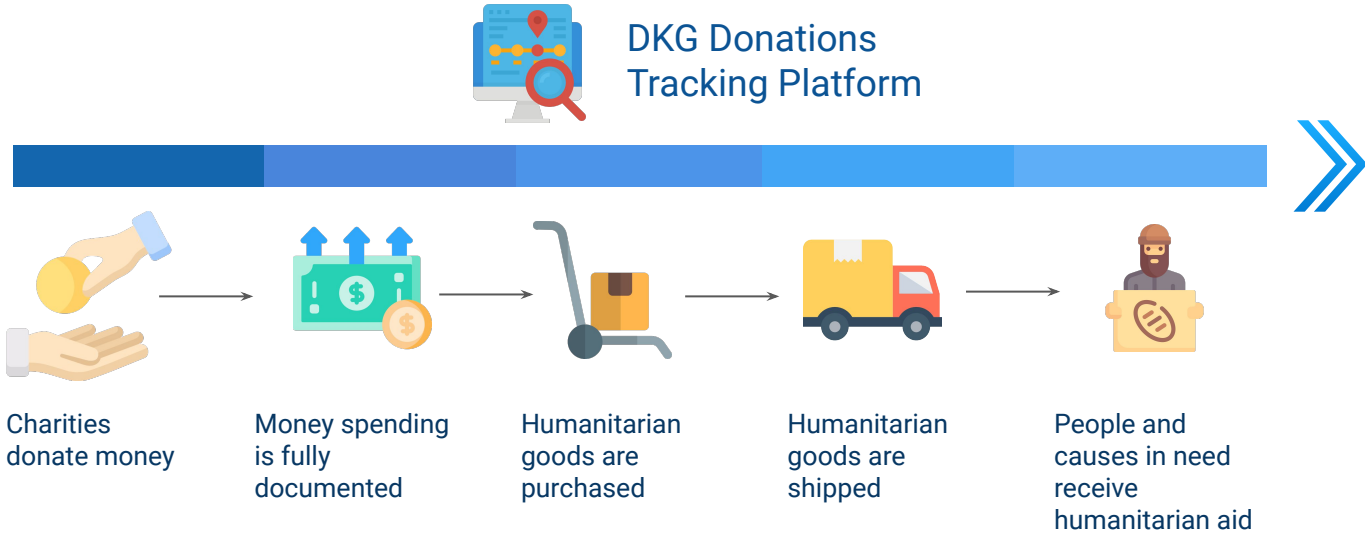 DKG Donations
Tracking Platform
$
$
Charities
donate money
Money spending
is fully
documented
Humanitarian
goods are
purchased
Humanitarian
goods are
shipped
People and
causes in need
receive
humanitarian aid